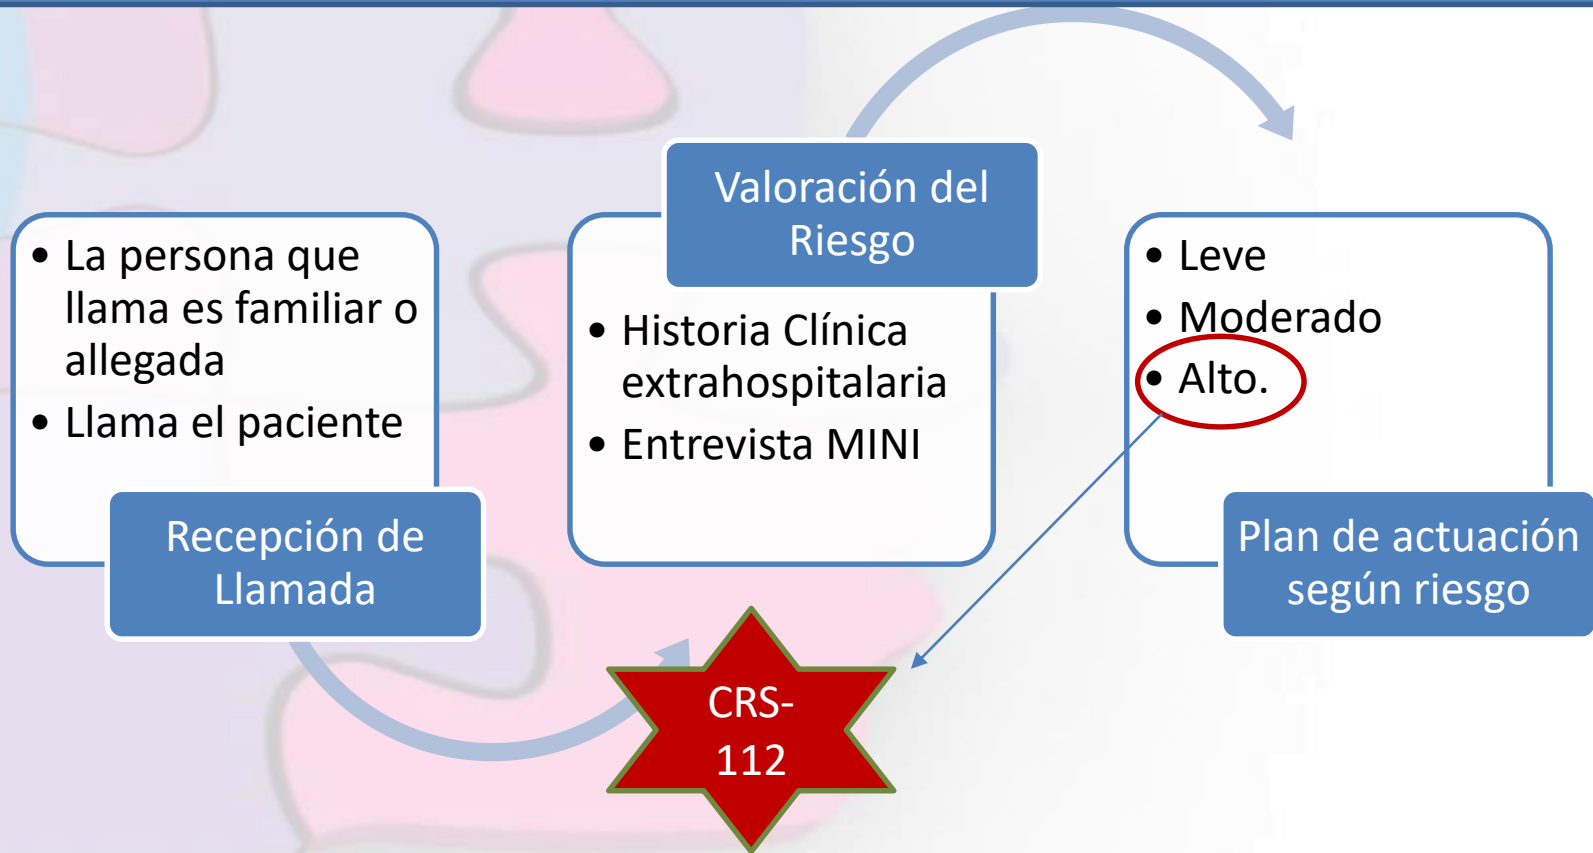 • La persona que
llama es familiar o
allegada
• Llama el paciente
Recepción de
Llamada
Valoración del
Riesgo
• Historia Clínica
extrahospitalaria
• Entrevista MINI
• Leve
• Moderado
• Alto.
Plan de actuación
según riesgo
CRS-
112